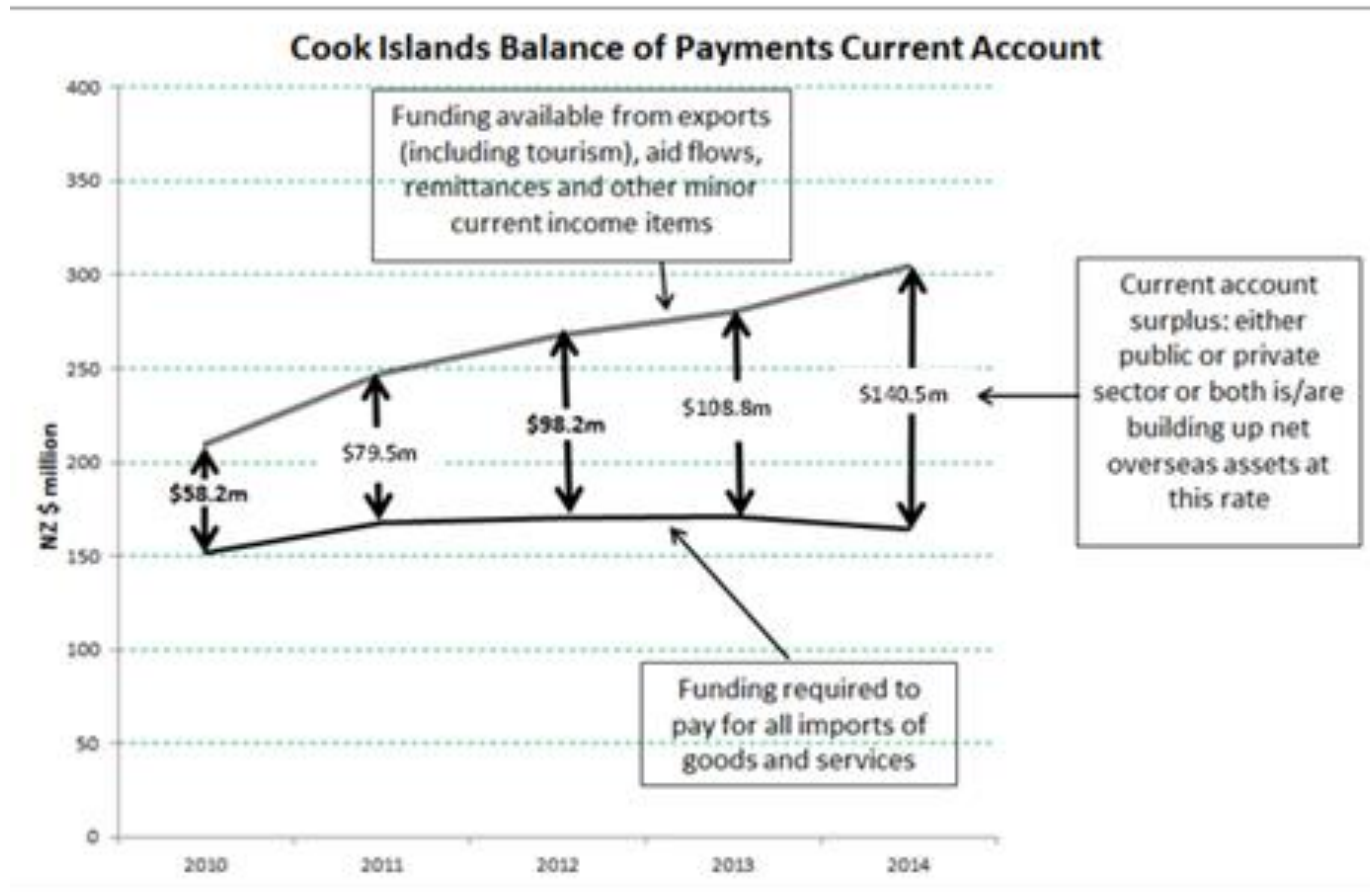 Cook Islands Balance of Payments Current Account
400
350
300
250
200
150
100
50
0
NZ $ million
Funding available from exports
(including tourism), aid flows,
remittances and other minor
current income items
$58.2m
$79.5m
$98.2m
$108.8m
$140.5m
Current account
surplus: either
public or private
sector or both is/are
building up net
overseas assets at
this rate
Funding required to
pay for all imports of
goods and services
2010
2011
2012
2013
2014